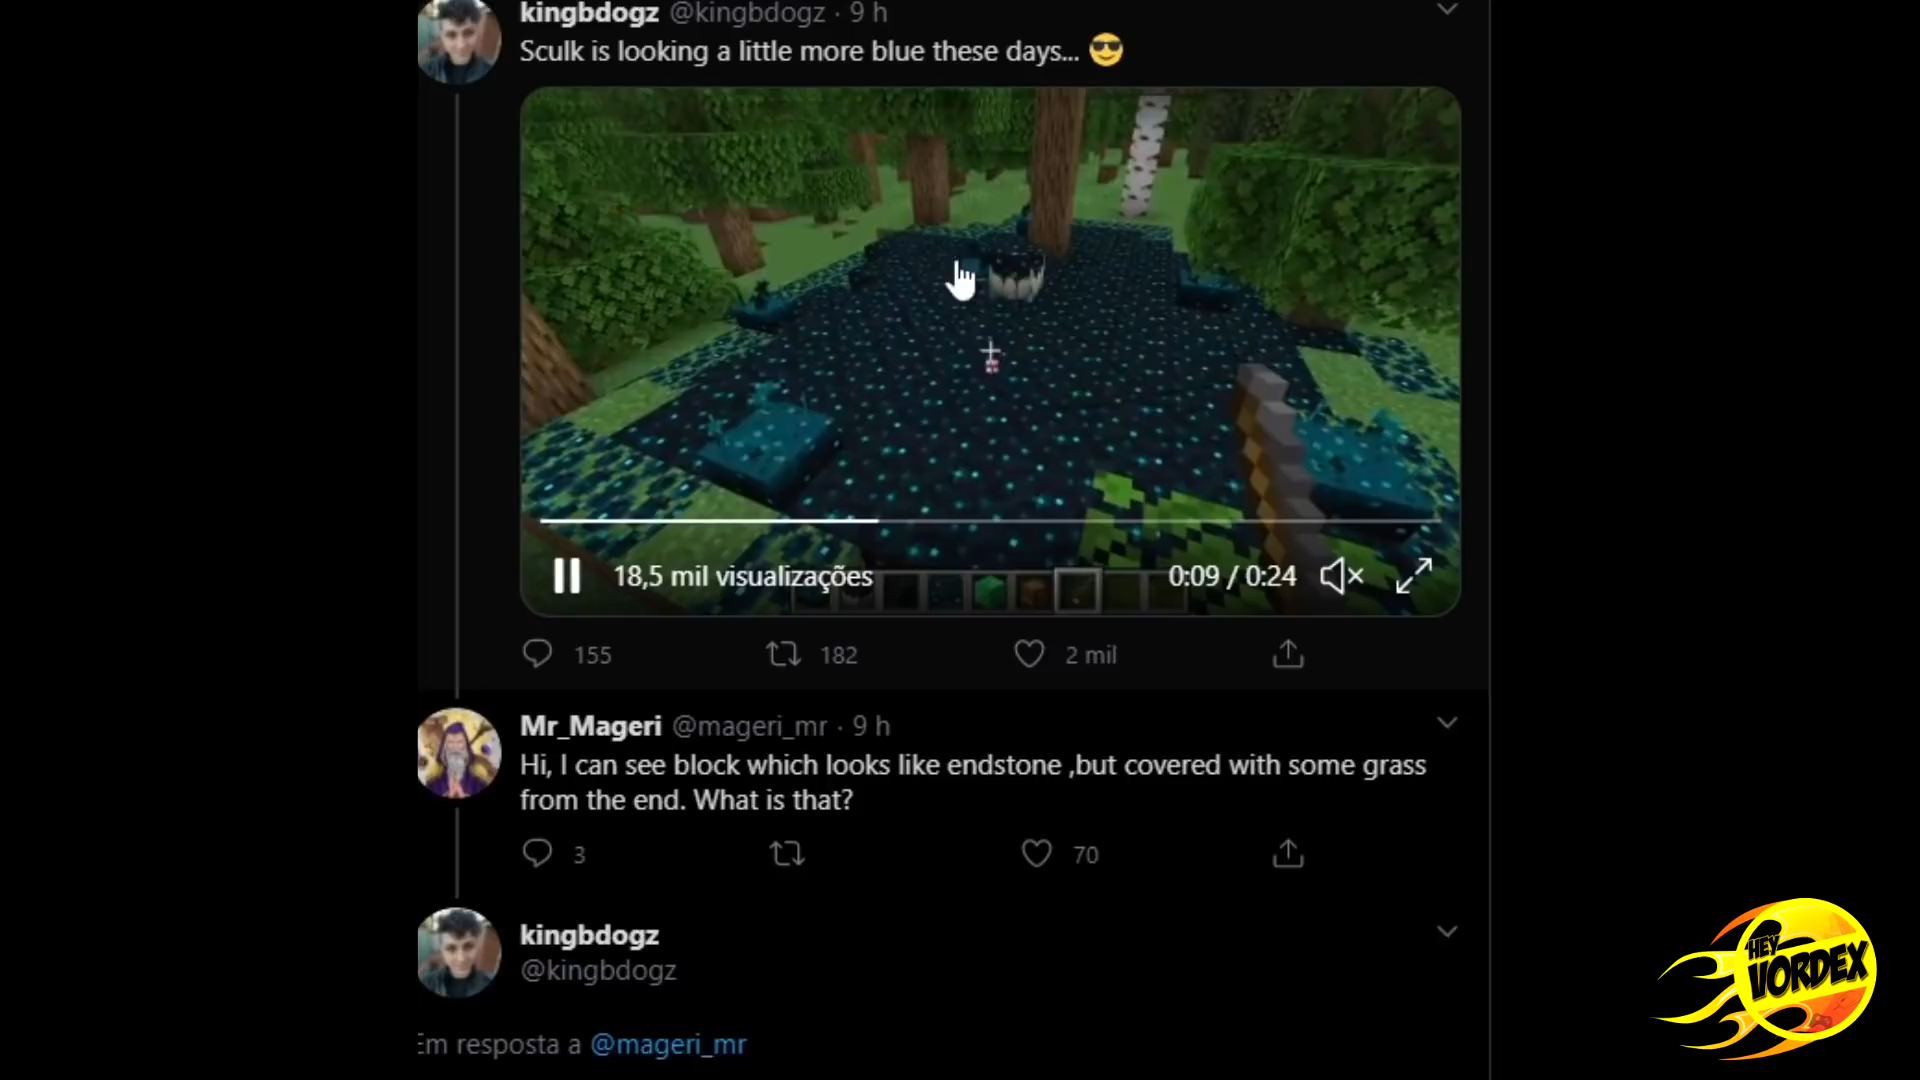 kingbdogz @kingbdogz · 9 h
Sculk is looking a little more blue these days... 😎
18,5 mil visualizações
0:09 / 0:24
155 182 2 mil
Mr_Mageri @mageri_mr · 9 h
Hi, I can see block which looks like endstone ,but covered with some grass
from the end. What is that?
3 70
kingbdogz
@kingbdogz
Em resposta a @mageri_mr
HEY
VORDEX